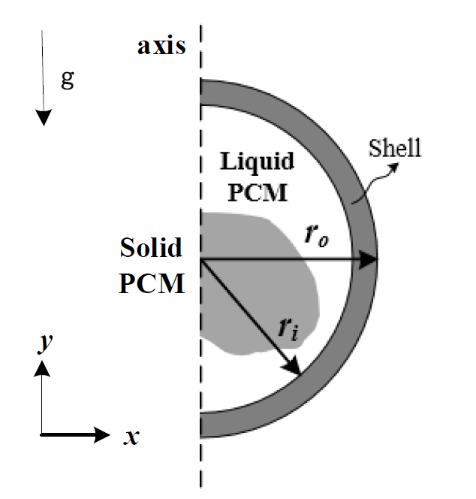 axis
g
Liquid
PCM
Shell
r_o
Solid
PCM
r_i
y
x